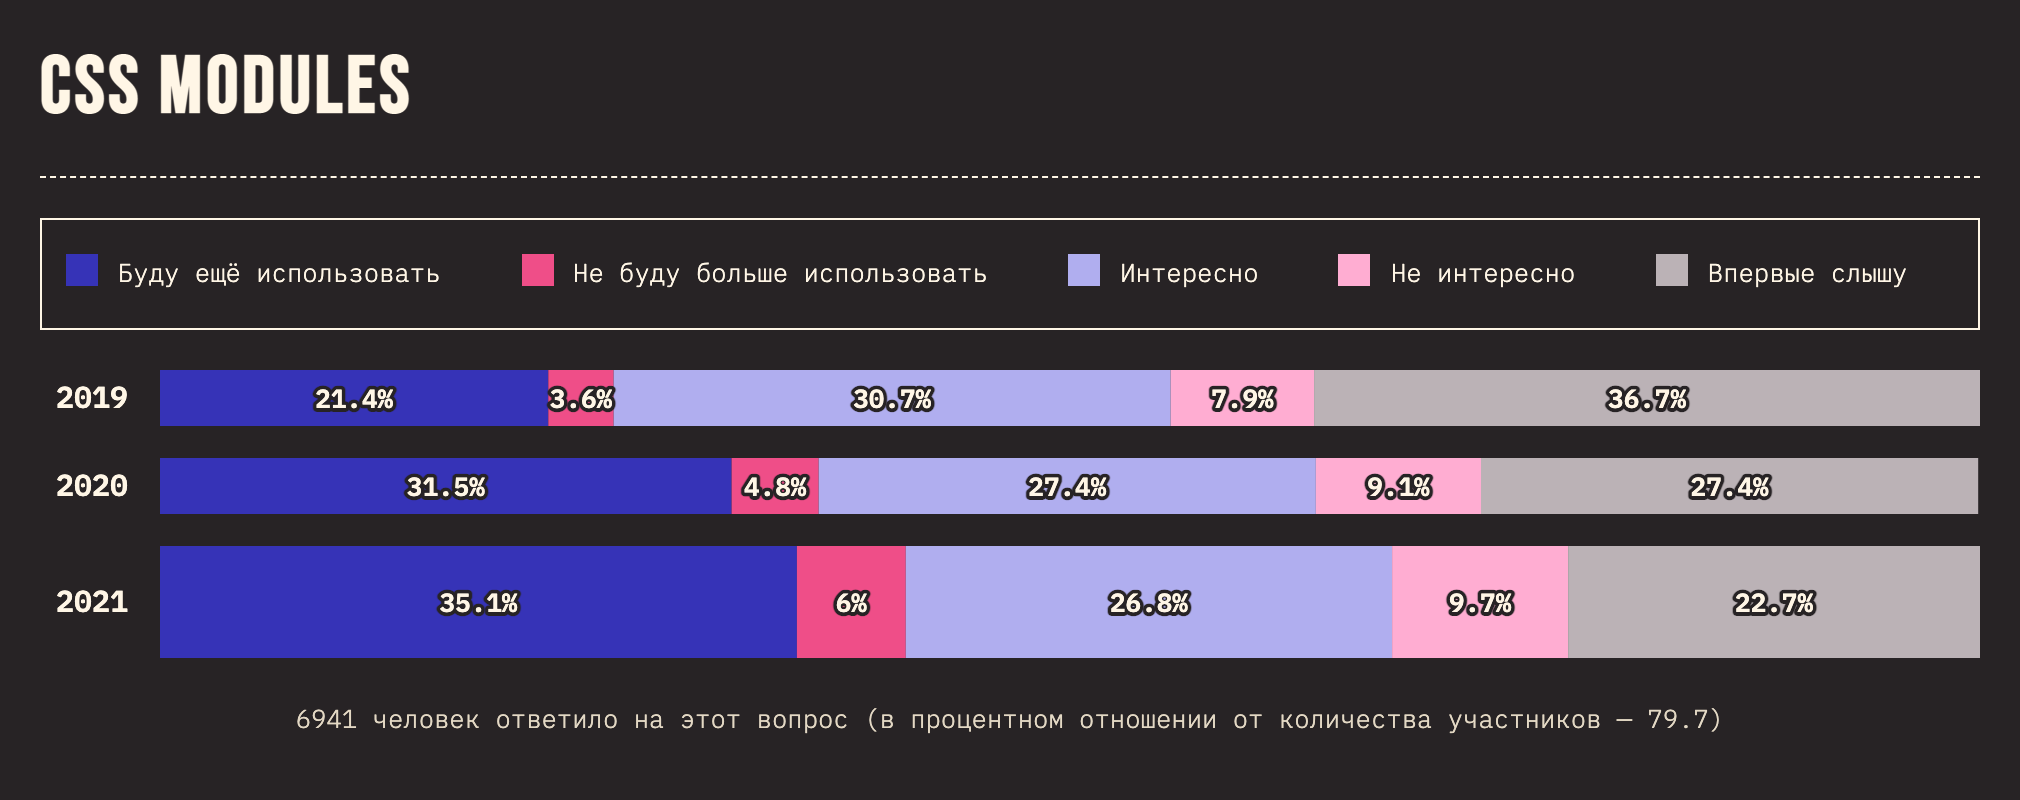 CSS MODULES
Буду ещё использовать Не буду больше использовать Интересно Не интересно Впервые слышу
2019 21.4% 3.6% 30.7% 7.9% 36.7%
2020 31.5% 4.8% 27.4% 9.1% 27.4%
2021 35.1% 6% 26.8% 9.7% 22.7%
6941 человек ответило на этот вопрос (в процентном отношении от количества участников — 79.7)